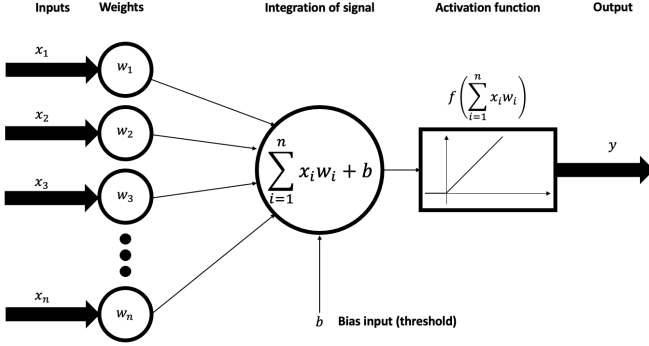 Inputs Weights Integration of signal Activation function Output
x₁ w₁
x₂ w₂
x₃ w₃
xₙ wₙ
n
∑ xᵢwᵢ + b
i=1
b Bias input (threshold)
f(∑ⁿᵢ₌₁ xᵢwᵢ)
y